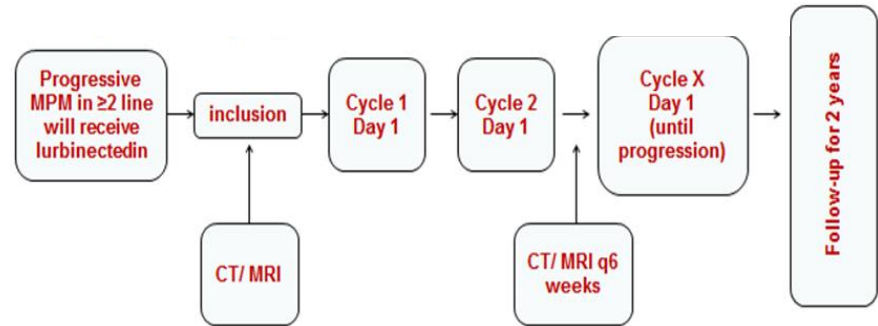 Progressive
MPM in ≥2 line
will receive
lurbinectedin
inclusion
Cycle 1
Day 1
Cycle 2
Day 1
Cycle X
Day 1
(until
progression)
Follow-up for 2 years
CT/ MRI
CT/ MRI q6
weeks